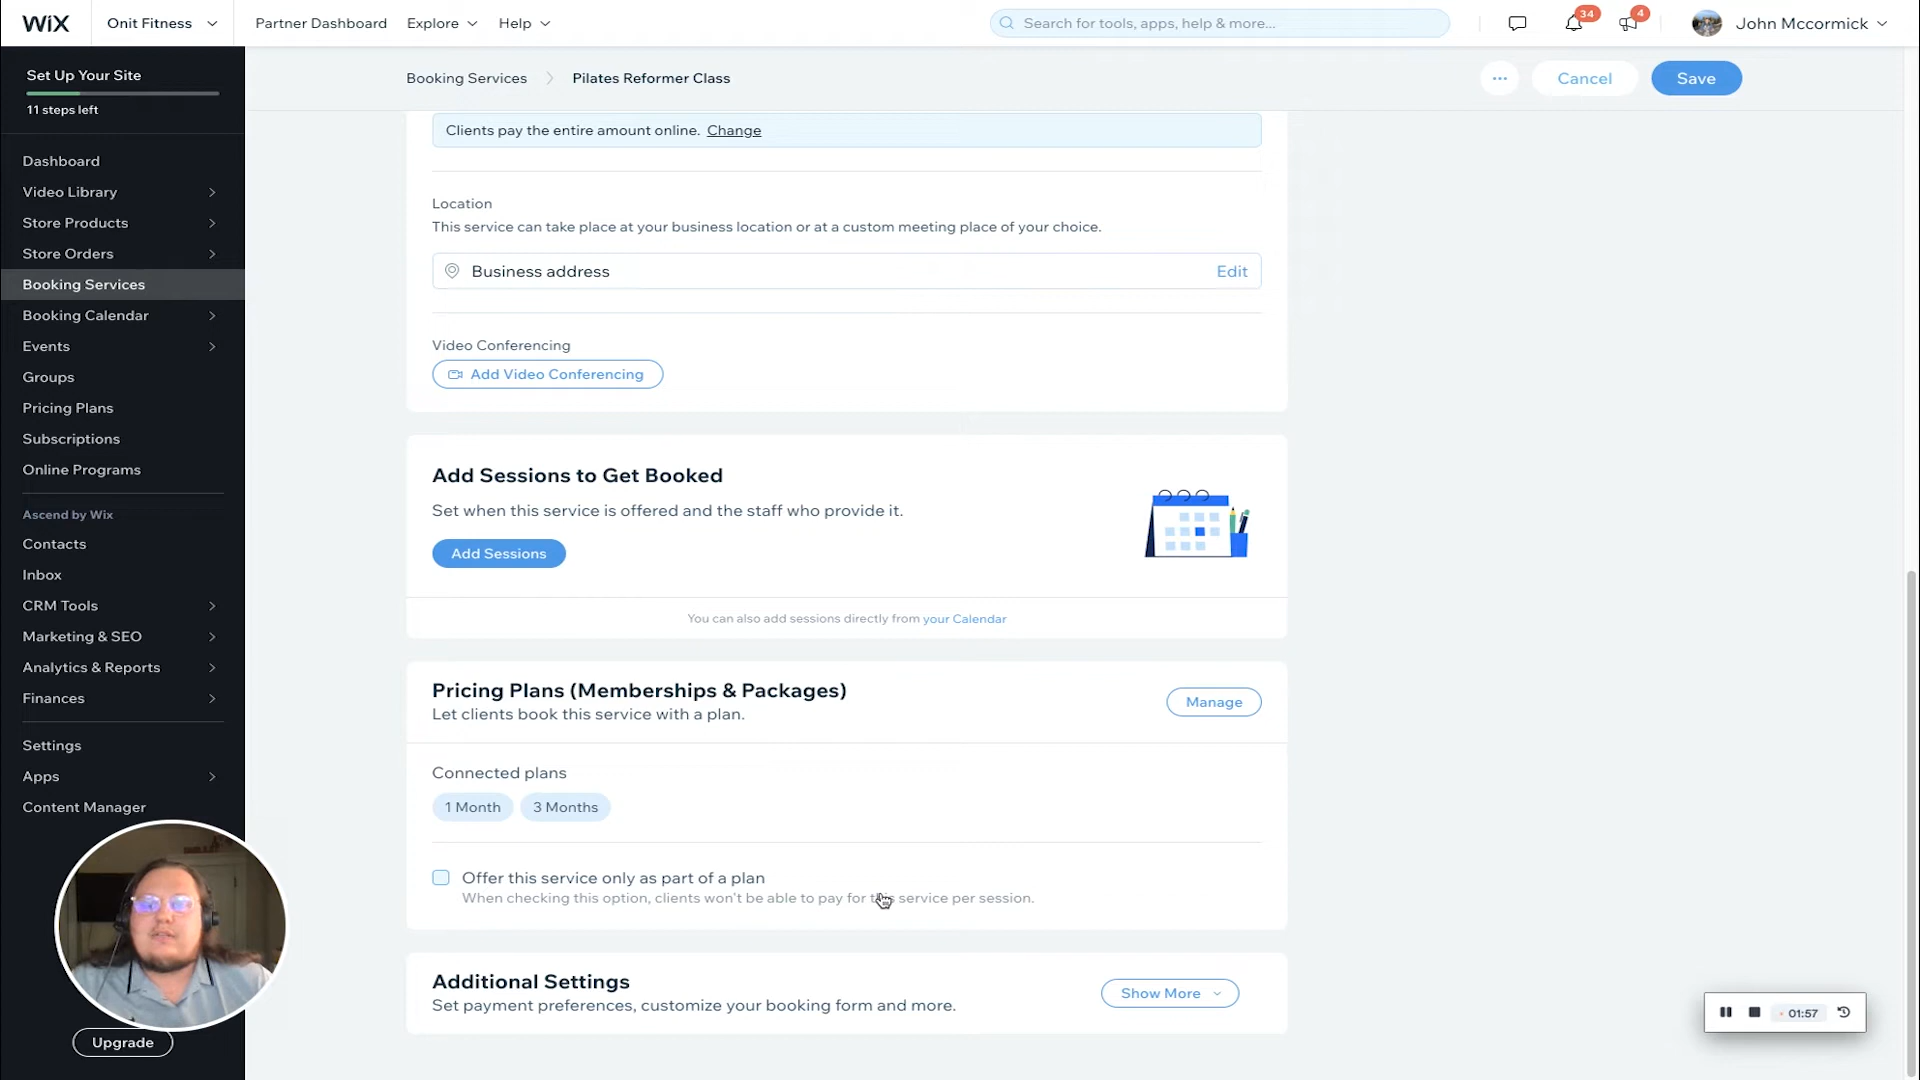 WiX
Onit Fitness
Partner Dashboard
Explore
Help
Search for tools, apps, help & more...
34
4
John Mccormick
Set Up Your Site
11 steps left
Booking Services
Pilates Reformer Class
...
Cancel
Save
Dashboard
Video Library
Store Products
Store Orders
Booking Services
Booking Calendar
Events
Groups
Pricing Plans
Subscriptions
Online Programs
Ascend by Wix
Contacts
Inbox
CRM Tools
Marketing & SEO
Analytics & Reports
Finances
Settings
Apps
Content Manager
Upgrade
Clients pay the entire amount online. Change
Location
This service can take place at your business location or at a custom meeting place of your choice.
Business address
Edit
Video Conferencing
Add Video Conferencing
Add Sessions to Get Booked
Set when this service is offered and the staff who provide it.
Add Sessions
You can also add sessions directly from your Calendar
Pricing Plans (Memberships & Packages)
Let clients book this service with a plan.
Manage
Connected plans
1 Month
3 Months
Offer this service only as part of a plan
When checking this option, clients won't be able to pay for this service per session.
Additional Settings
Set payment preferences, customize your booking form and more.
Show More
01:57